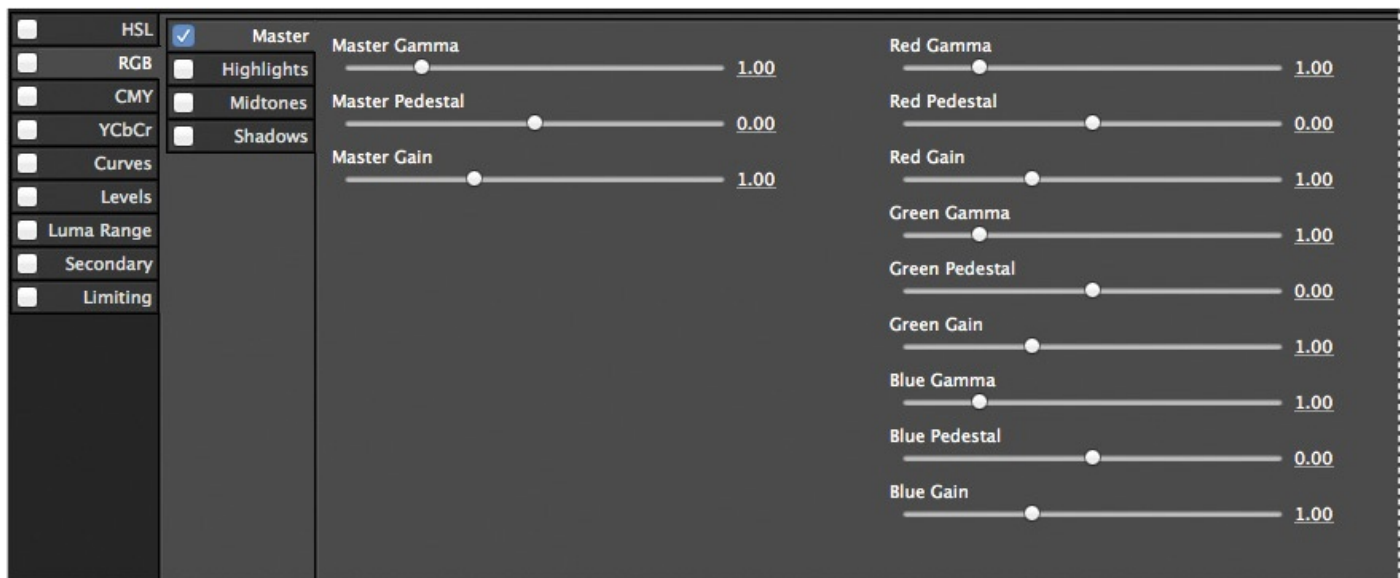 HSL
RGB
CMY
YCbCr
Curves
Levels
Luma Range
Secondary
Limiting
Master
Highlights
Midtones
Shadows
Master Gamma
1.00
Master Pedestal
0.00
Master Gain
1.00
Red Gamma
1.00
Red Pedestal
0.00
Red Gain
1.00
Green Gamma
1.00
Green Pedestal
0.00
Green Gain
1.00
Blue Gamma
1.00
Blue Pedestal
0.00
Blue Gain
1.00